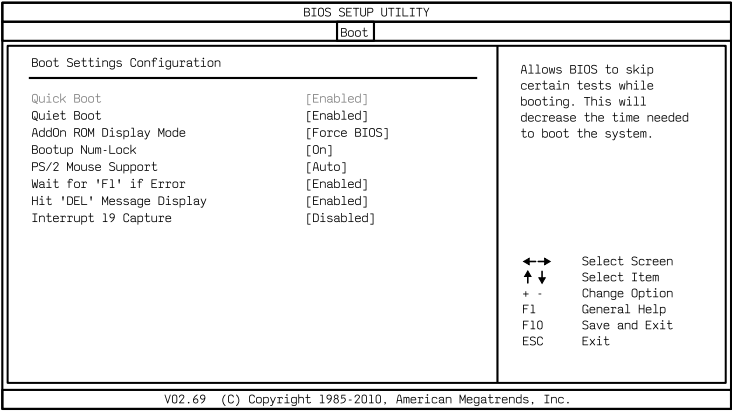 BIOS SETUP UTILITY
Boot
Boot Settings Configuration
Quick Boot [Enabled]
Quiet Boot [Enabled]
AddOn ROM Display Mode [Force BIOS]
Bootup Num-Lock [On]
PS/2 Mouse Support [Auto]
Wait for 'F1' if Error [Enabled]
Hit 'DEL' Message Display [Enabled]
Interrupt 19 Capture [Disabled]
Allows BIOS to skip
certain tests while
booting. This will
decrease the time needed
to boot the system.
←→ Select Screen
↑↓ Select Item
+ - Change Option
F1 General Help
F10 Save and Exit
ESC Exit
V02.69 (C) Copyright 1985-2010, American Megatrends, Inc.